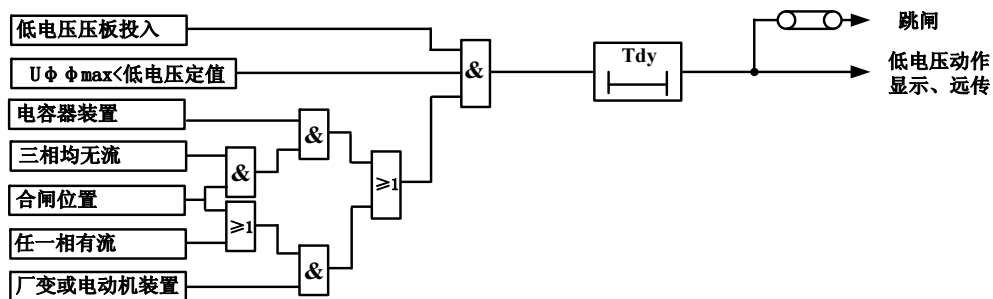 低电压压板投入
跳闸
&
Tdy
低电压动作
显示、远传
Uφφmax<低电压定值
电容器装置
&
三相均无流
&
≥1
合闸位置
≥1
任一相有流
&
厂变或电动机装置